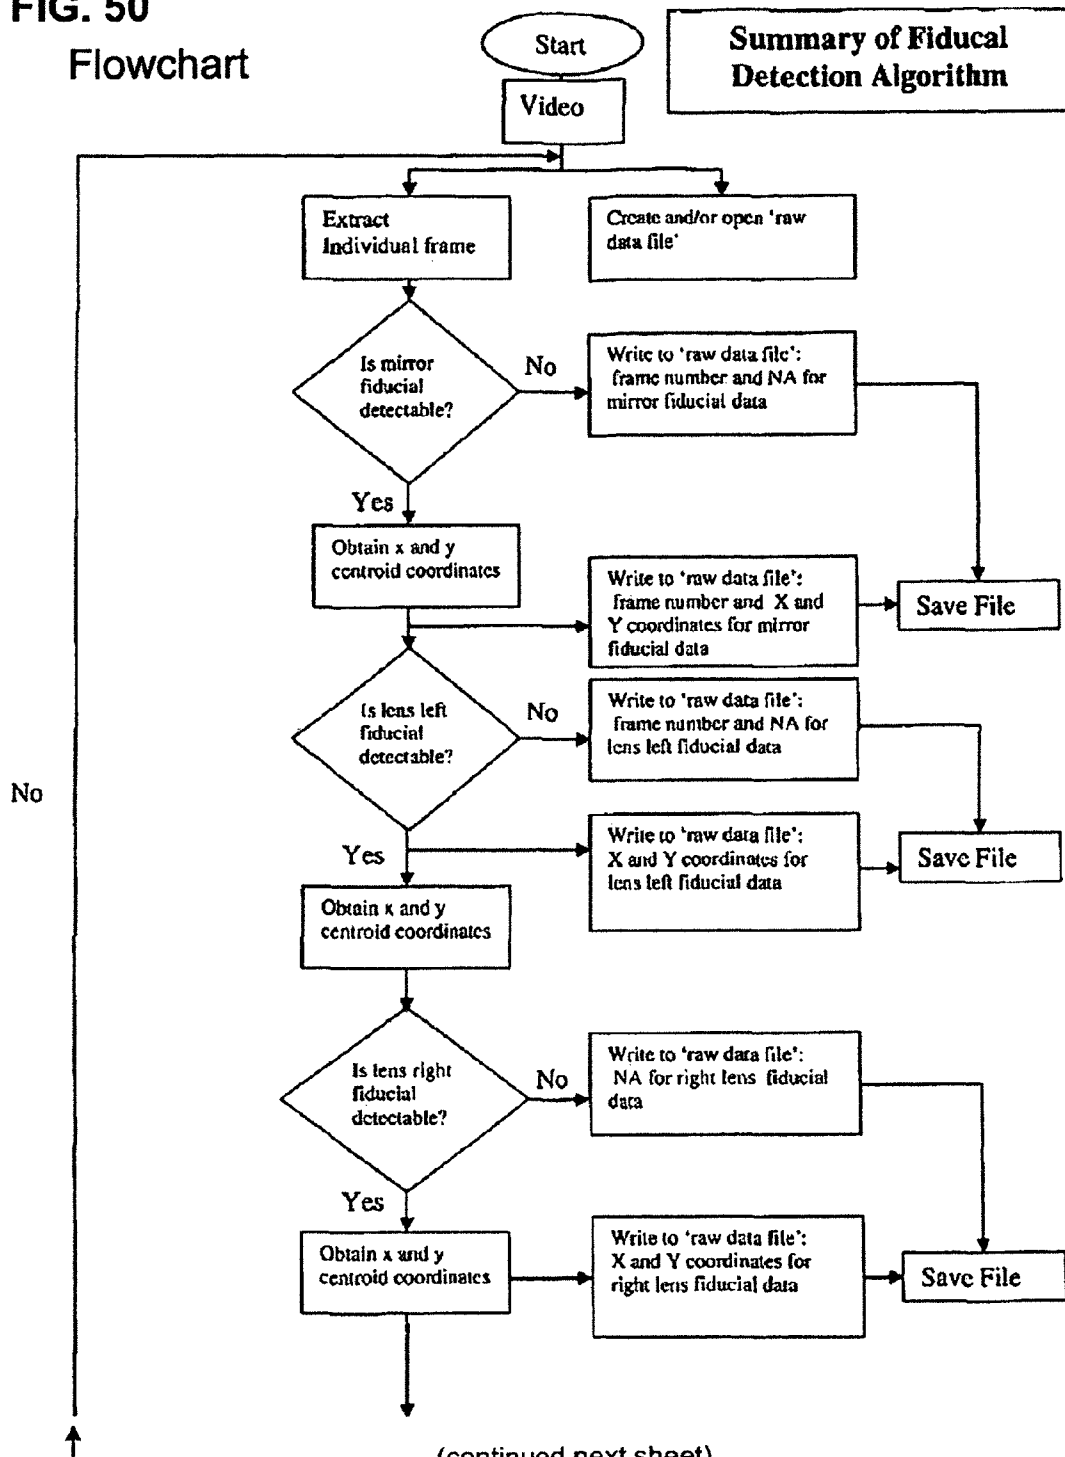 FIG. 50
Flowchart
Start
Summary of Fiducal
Detection Algorithm
Video
Extract
Individual frame
Create and/or open 'raw
data file'
Is mirror
fiducial
detectable?
No
Write to 'raw data file':
frame number and NA for
mirror fiducial data
Yes
Obtain x and y
centroid coordinates
Write to 'raw data file':
frame number and X and
Y coordinates for mirror
fiducial data
Save File
Is lens left
fiducial
detectable?
No
Write to 'raw data file':
frame number and NA for
lens left fiducial data
No
Yes
Write to 'raw data file':
X and Y coordinates for
lens left fiducial data
Save File
Obtain x and y
centroid coordinates
Is lens right
fiducial
detectable?
No
Write to 'raw data file':
NA for right lens fiducial
data
Yes
Obtain x and y
centroid coordinates
Write to 'raw data file':
X and Y coordinates for
right lens fiducial data
Save File
(continued next sheet)